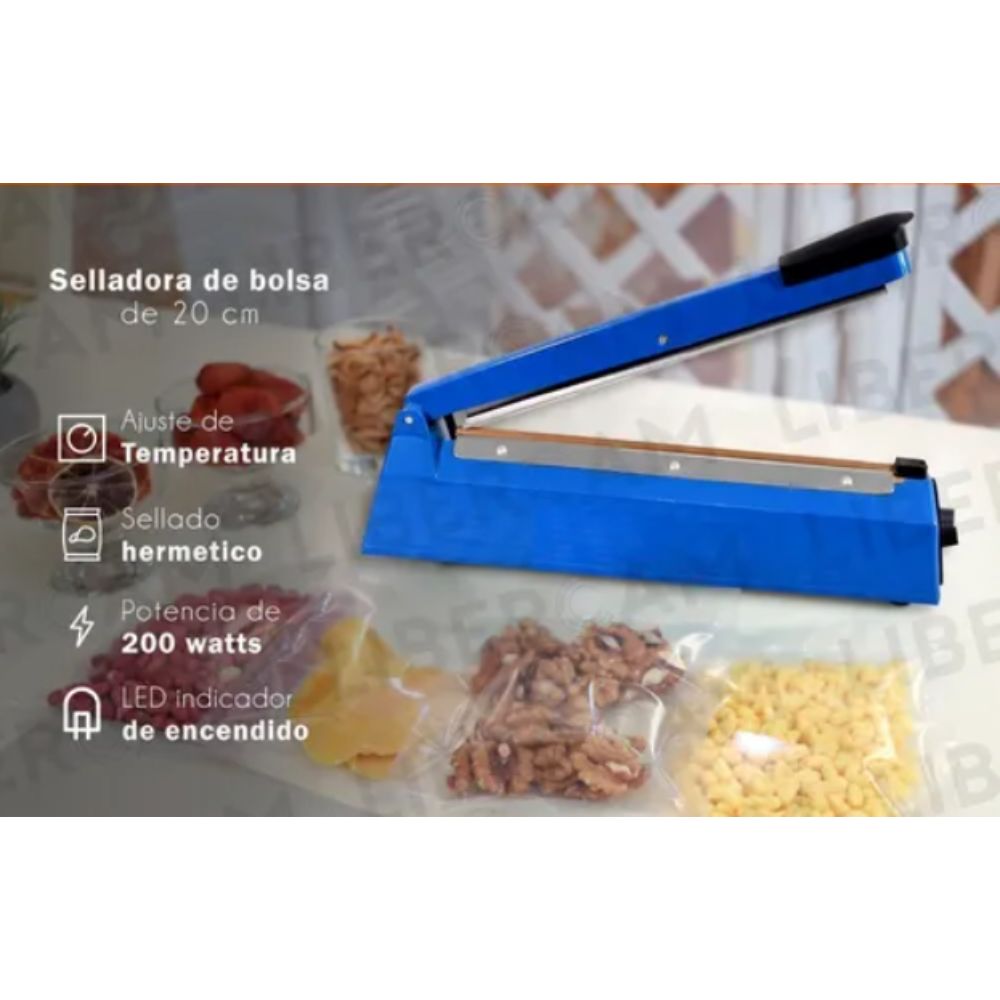 Selladora de bolsa
de 20 cm
Ajuste de
Temperatura
Sellado
hermetico
Potencia de
200 watts
LED indicador
de encendido
LIBERCAM